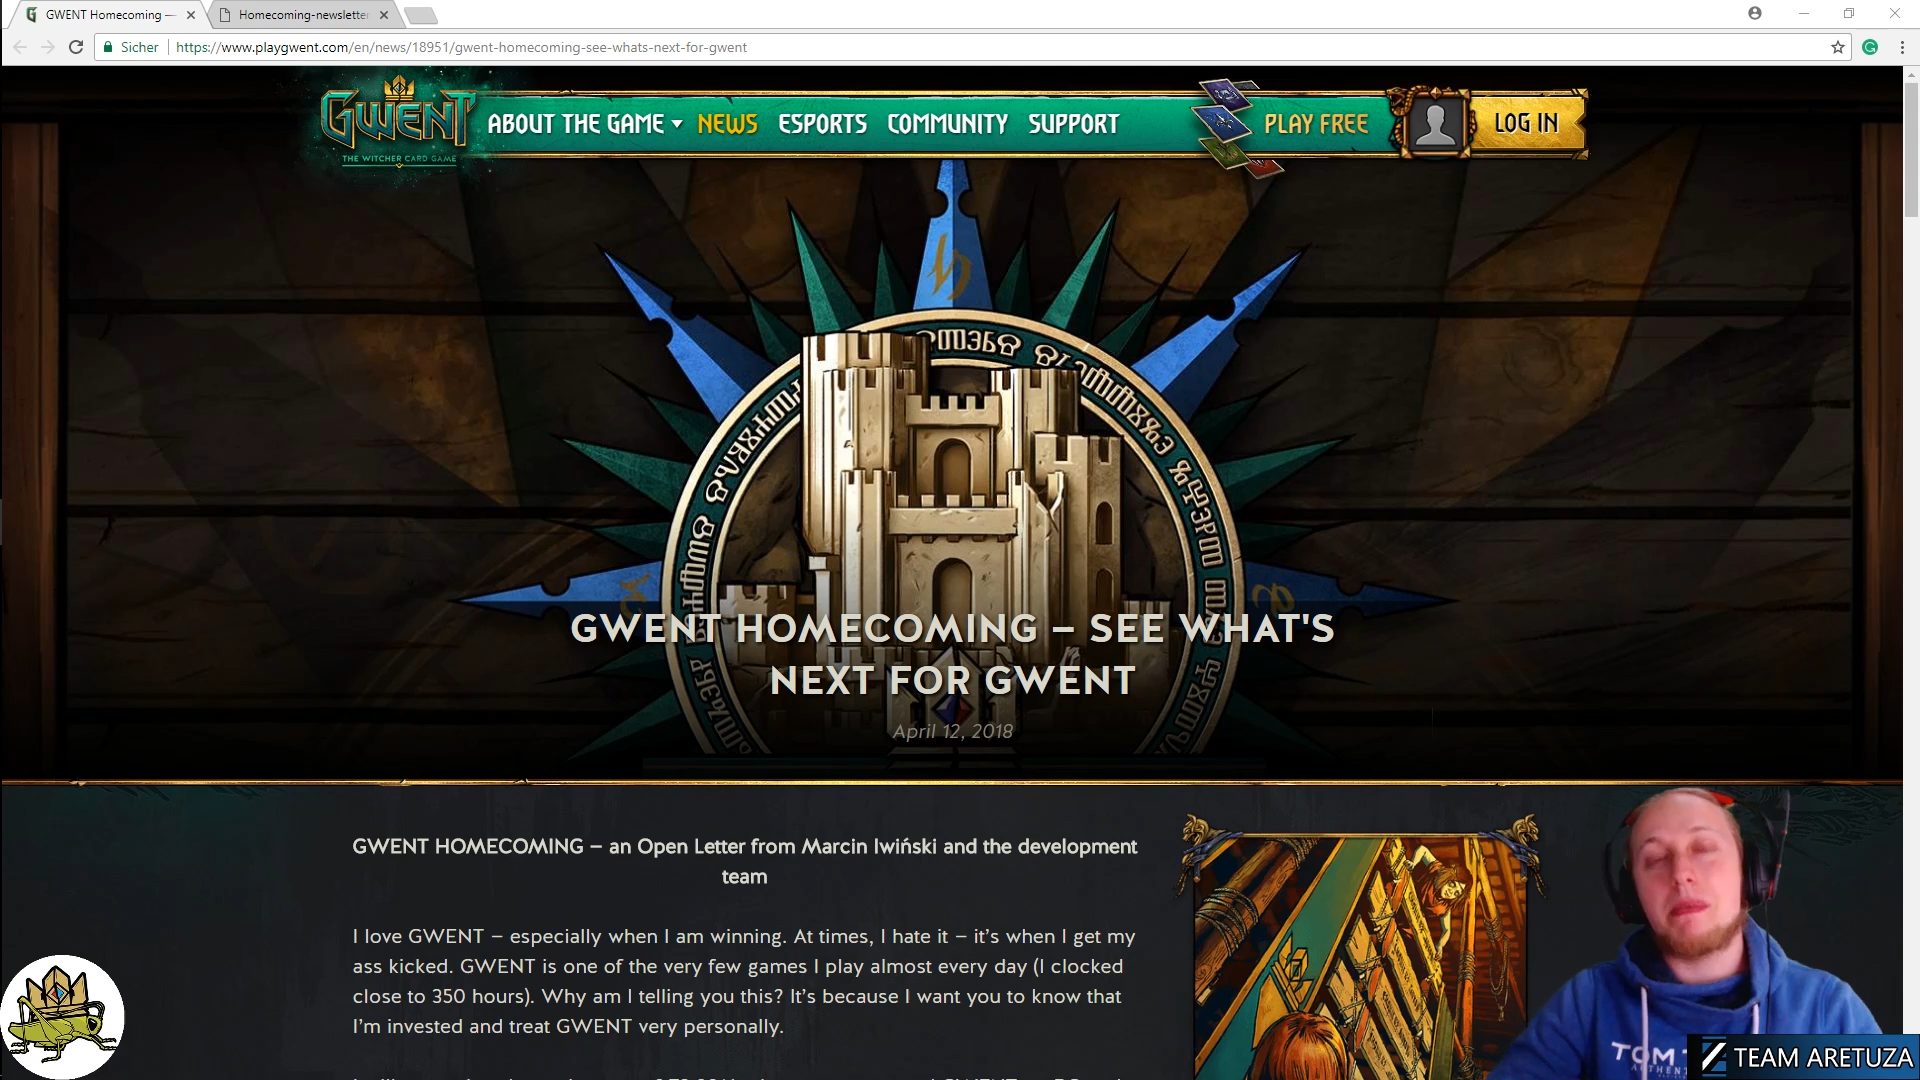 GWENT Homecoming —
Homecoming-newsletter
Sicher
https://www.playgwent.com/en/news/18951/gwent-homecoming-see-whats-next-for-gwent
GWENT
THE WITCHER CARD GAME
ABOUT THE GAME
NEWS
ESPORTS
COMMUNITY
SUPPORT
PLAY FREE
LOG IN
GWENT HOMECOMING – SEE WHAT'S
NEXT FOR GWENT
April 12, 2018
GWENT HOMECOMING – an Open Letter from Marcin Iwiński and the development
team
I love GWENT – especially when I am winning. At times, I hate it – it's when I get my
ass kicked. GWENT is one of the very few games I play almost every day (I clocked
close to 350 hours). Why am I telling you this? It's because I want you to know that
I'm invested and treat GWENT very personally.
TOM
TEAM ARETUZA